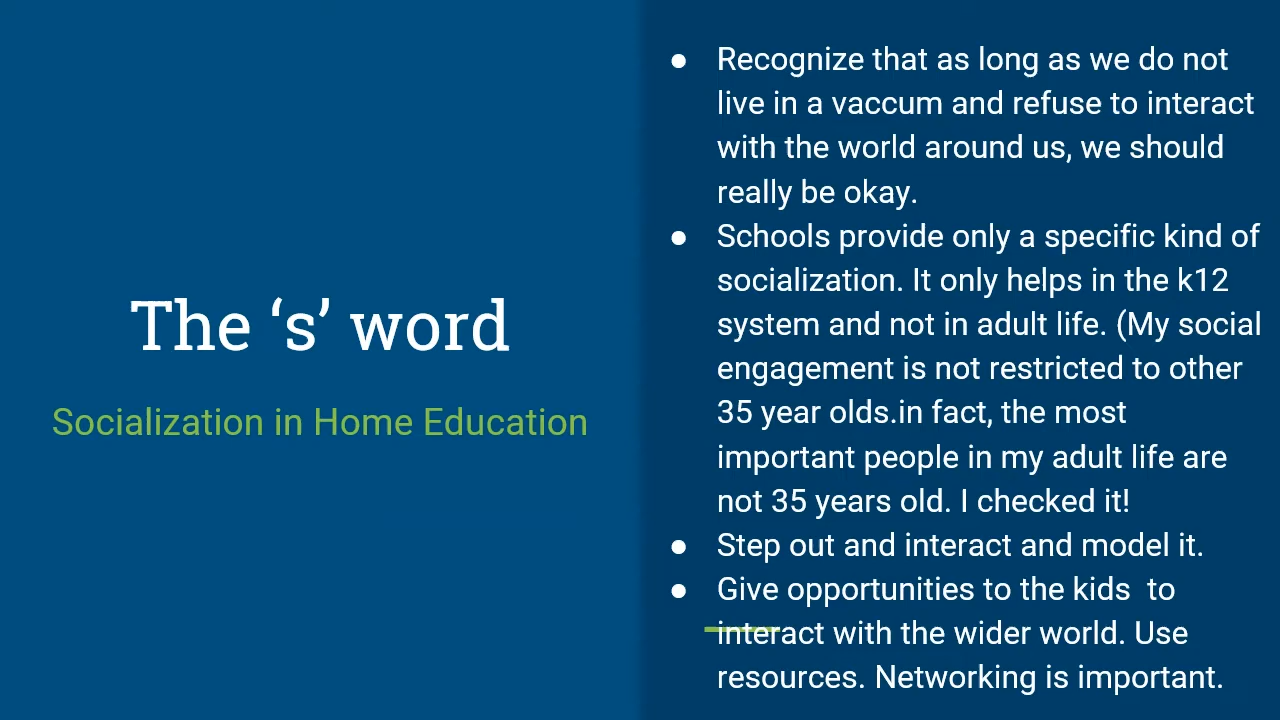 The ‘s’ word
Socialization in Home Education
● Recognize that as long as we do not
live in a vaccum and refuse to interact
with the world around us, we should
really be okay.
● Schools provide only a specific kind of
socialization. It only helps in the k12
system and not in adult life. (My social
engagement is not restricted to other
35 year olds.in fact, the most
important people in my adult life are
not 35 years old. I checked it!
● Step out and interact and model it.
● Give opportunities to the kids  to
interact with the wider world. Use
resources. Networking is important.